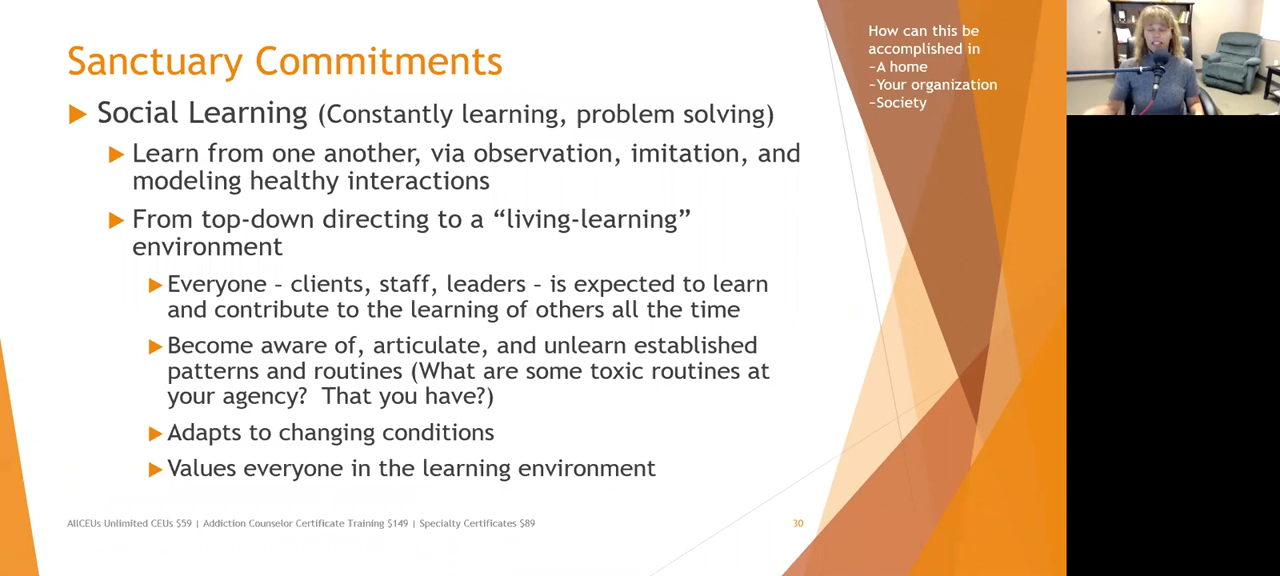 Sanctuary Commitments
Social Learning (Constantly learning, problem solving)
Learn from one another, via observation, imitation, and
modeling healthy interactions
From top-down directing to a “living-learning”
environment
Everyone – clients, staff, leaders – is expected to learn
and contribute to the learning of others all the time
Become aware of, articulate, and unlearn established
patterns and routines (What are some toxic routines at
your agency?  That you have?)
Adapts to changing conditions
Values everyone in the learning environment
How can this be
accomplished in
-A home
-Your organization
-Society
AllCEUs Unlimited CEUs $59 | Addiction Counselor Certificate Training $149 | Specialty Certificates $89
30